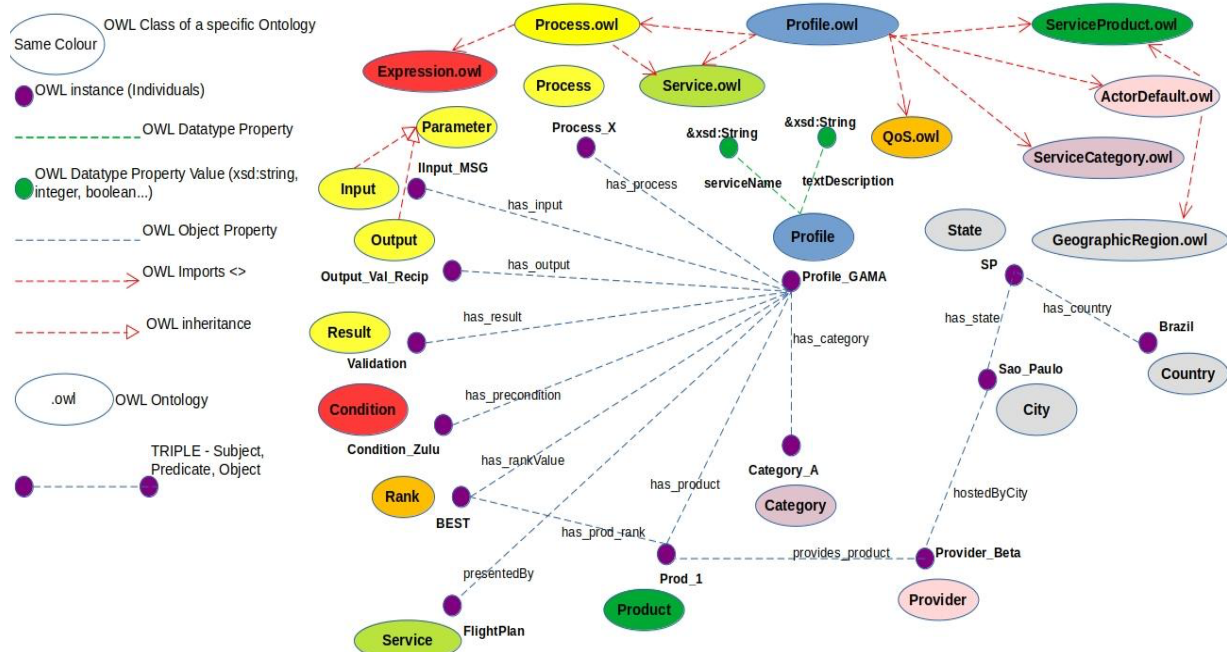 OWL Class of a specific Ontology
Same Colour
OWL instance (Individuals)
OWL Datatype Property
OWL Datatype Property Value (xsd:string,
integer, boolean...)
OWL Object Property
OWL Imports <>
OWL inheritance
.owl
OWL Ontology
TRIPLE - Subject,
Predicate, Object
Process.owl
Profile.owl
ServiceProduct.owl
Expression.owl
Process
Service.owl
ActorDefault.owl
Parameter
Process_X
&xsd:String
&xsd:String
QoS.owl
ServiceCategory.owl
IInput_MSG
Input
has_process
serviceName
textDescription
has_input
Output
Profile
State
GeographicRegion.owl
Output_Val_Recip
has_output
Profile_GAMA
SP
has_result
has_country
Result
has_category
has_state
Brazil
Validation
Sao_Paulo
Country
Condition
has_precondition
City
Condition_Zulu
has_rankValue
Category_A
Rank
has_product
Category
hostedByCity
BEST
has_prod_rank
provides_product
Provider_Beta
presentedBy
Prod_1
Product
Provider
FlightPlan
Service